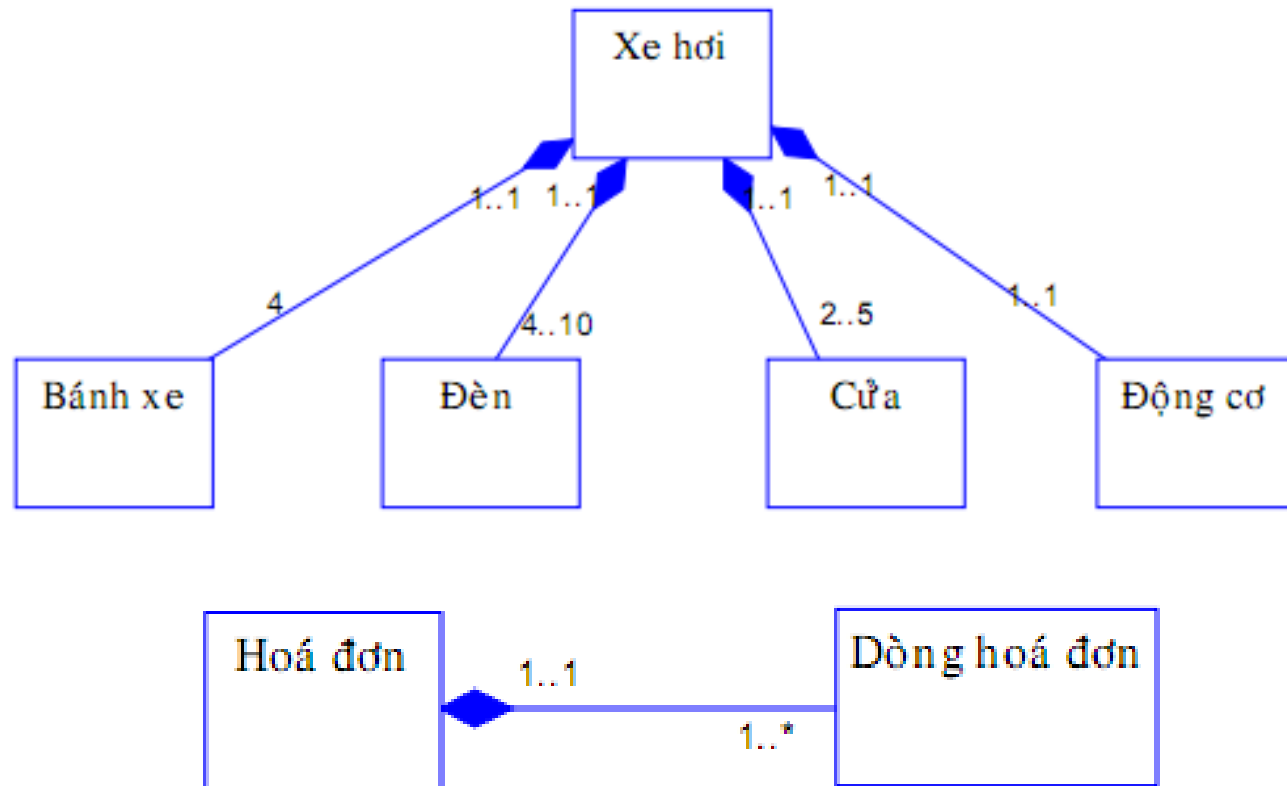 Xe hơi
1..1
1..1
1..1
1..1
4
4..10
2..5
1..1
Bánh xe
Đèn
Cửa
Động cơ
Hoá đơn
1..1
1..*
Dòng hoá đơn